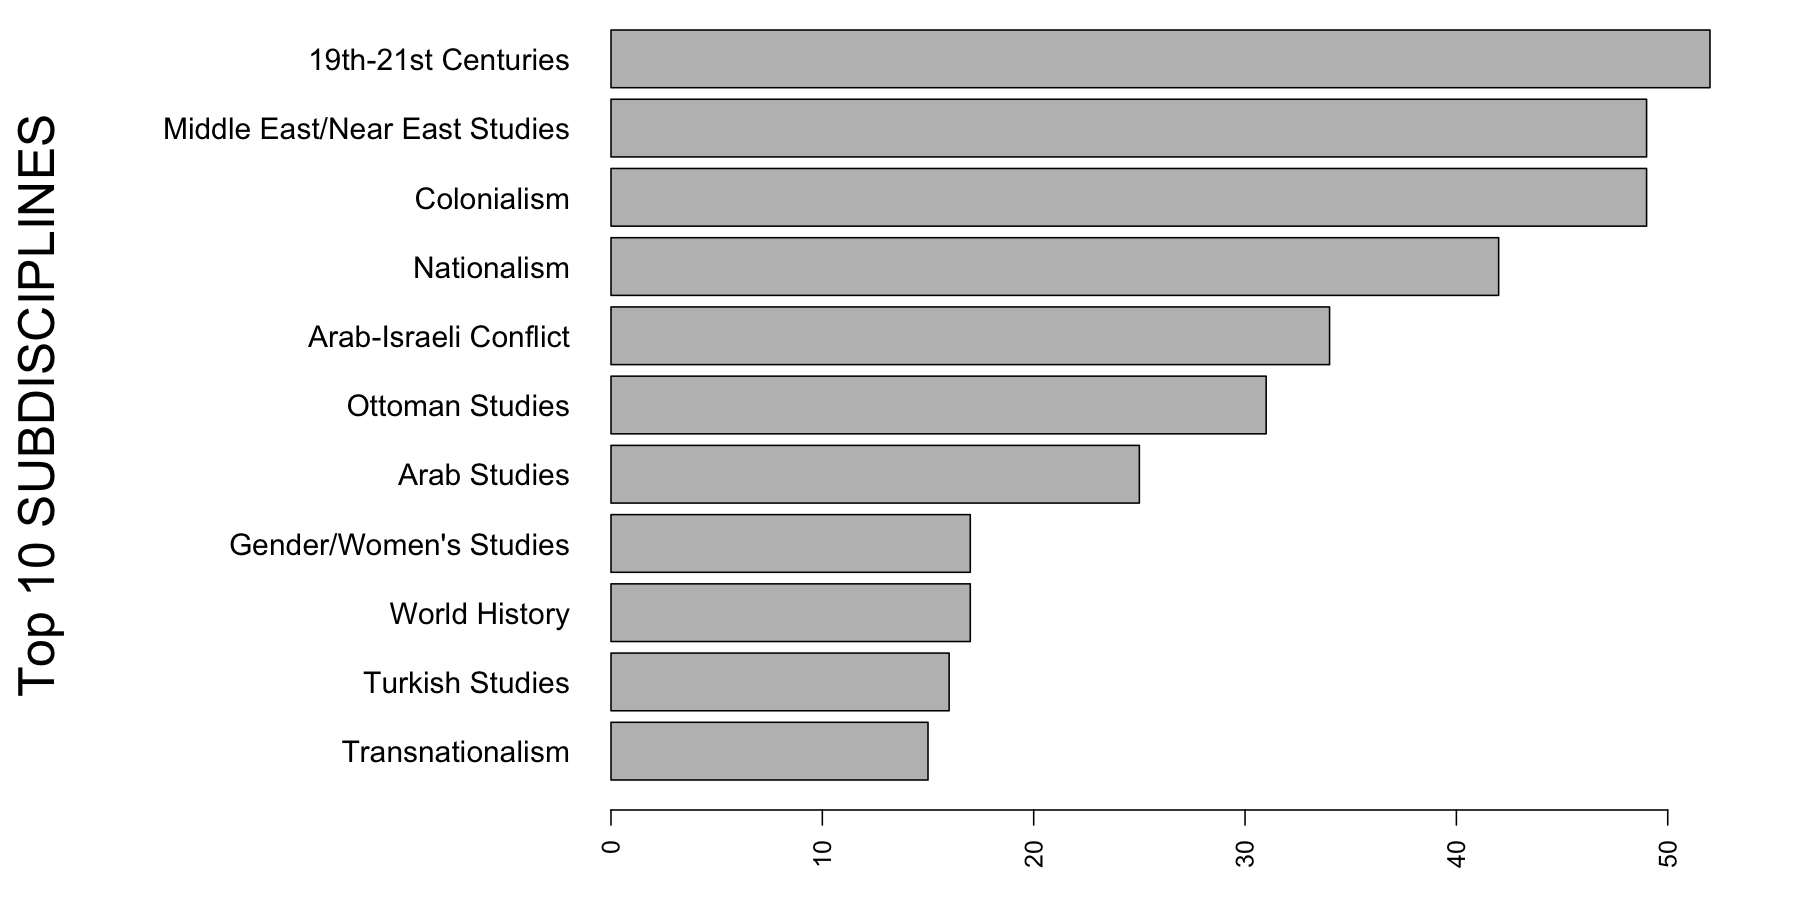 Top 10 SUBDISCIPLINES
19th-21st Centuries
Middle East/Near East Studies
Colonialism
Nationalism
Arab-Israeli Conflict
Ottoman Studies
Arab Studies
Gender/Women's Studies
World History
Turkish Studies
Transnationalism
0 10 20 30 40 50